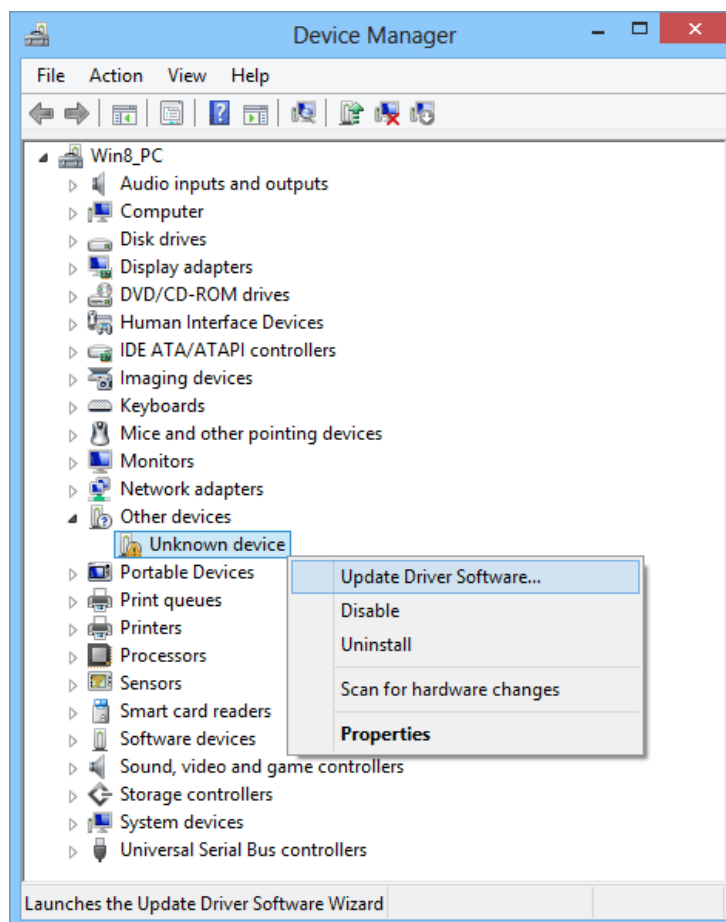 Device Manager
File Action View Help
Win8_PC
Audio inputs and outputs
Computer
Disk drives
Display adapters
DVD/CD-ROM drives
Human Interface Devices
IDE ATA/ATAPI controllers
Imaging devices
Keyboards
Mice and other pointing devices
Monitors
Network adapters
Other devices
Unknown device
Portable Devices
Print queues
Printers
Processors
Sensors
Smart card readers
Software devices
Sound, video and game controllers
Storage controllers
System devices
Universal Serial Bus controllers
Update Driver Software...
Disable
Uninstall
Scan for hardware changes
Properties
Launches the Update Driver Software Wizard